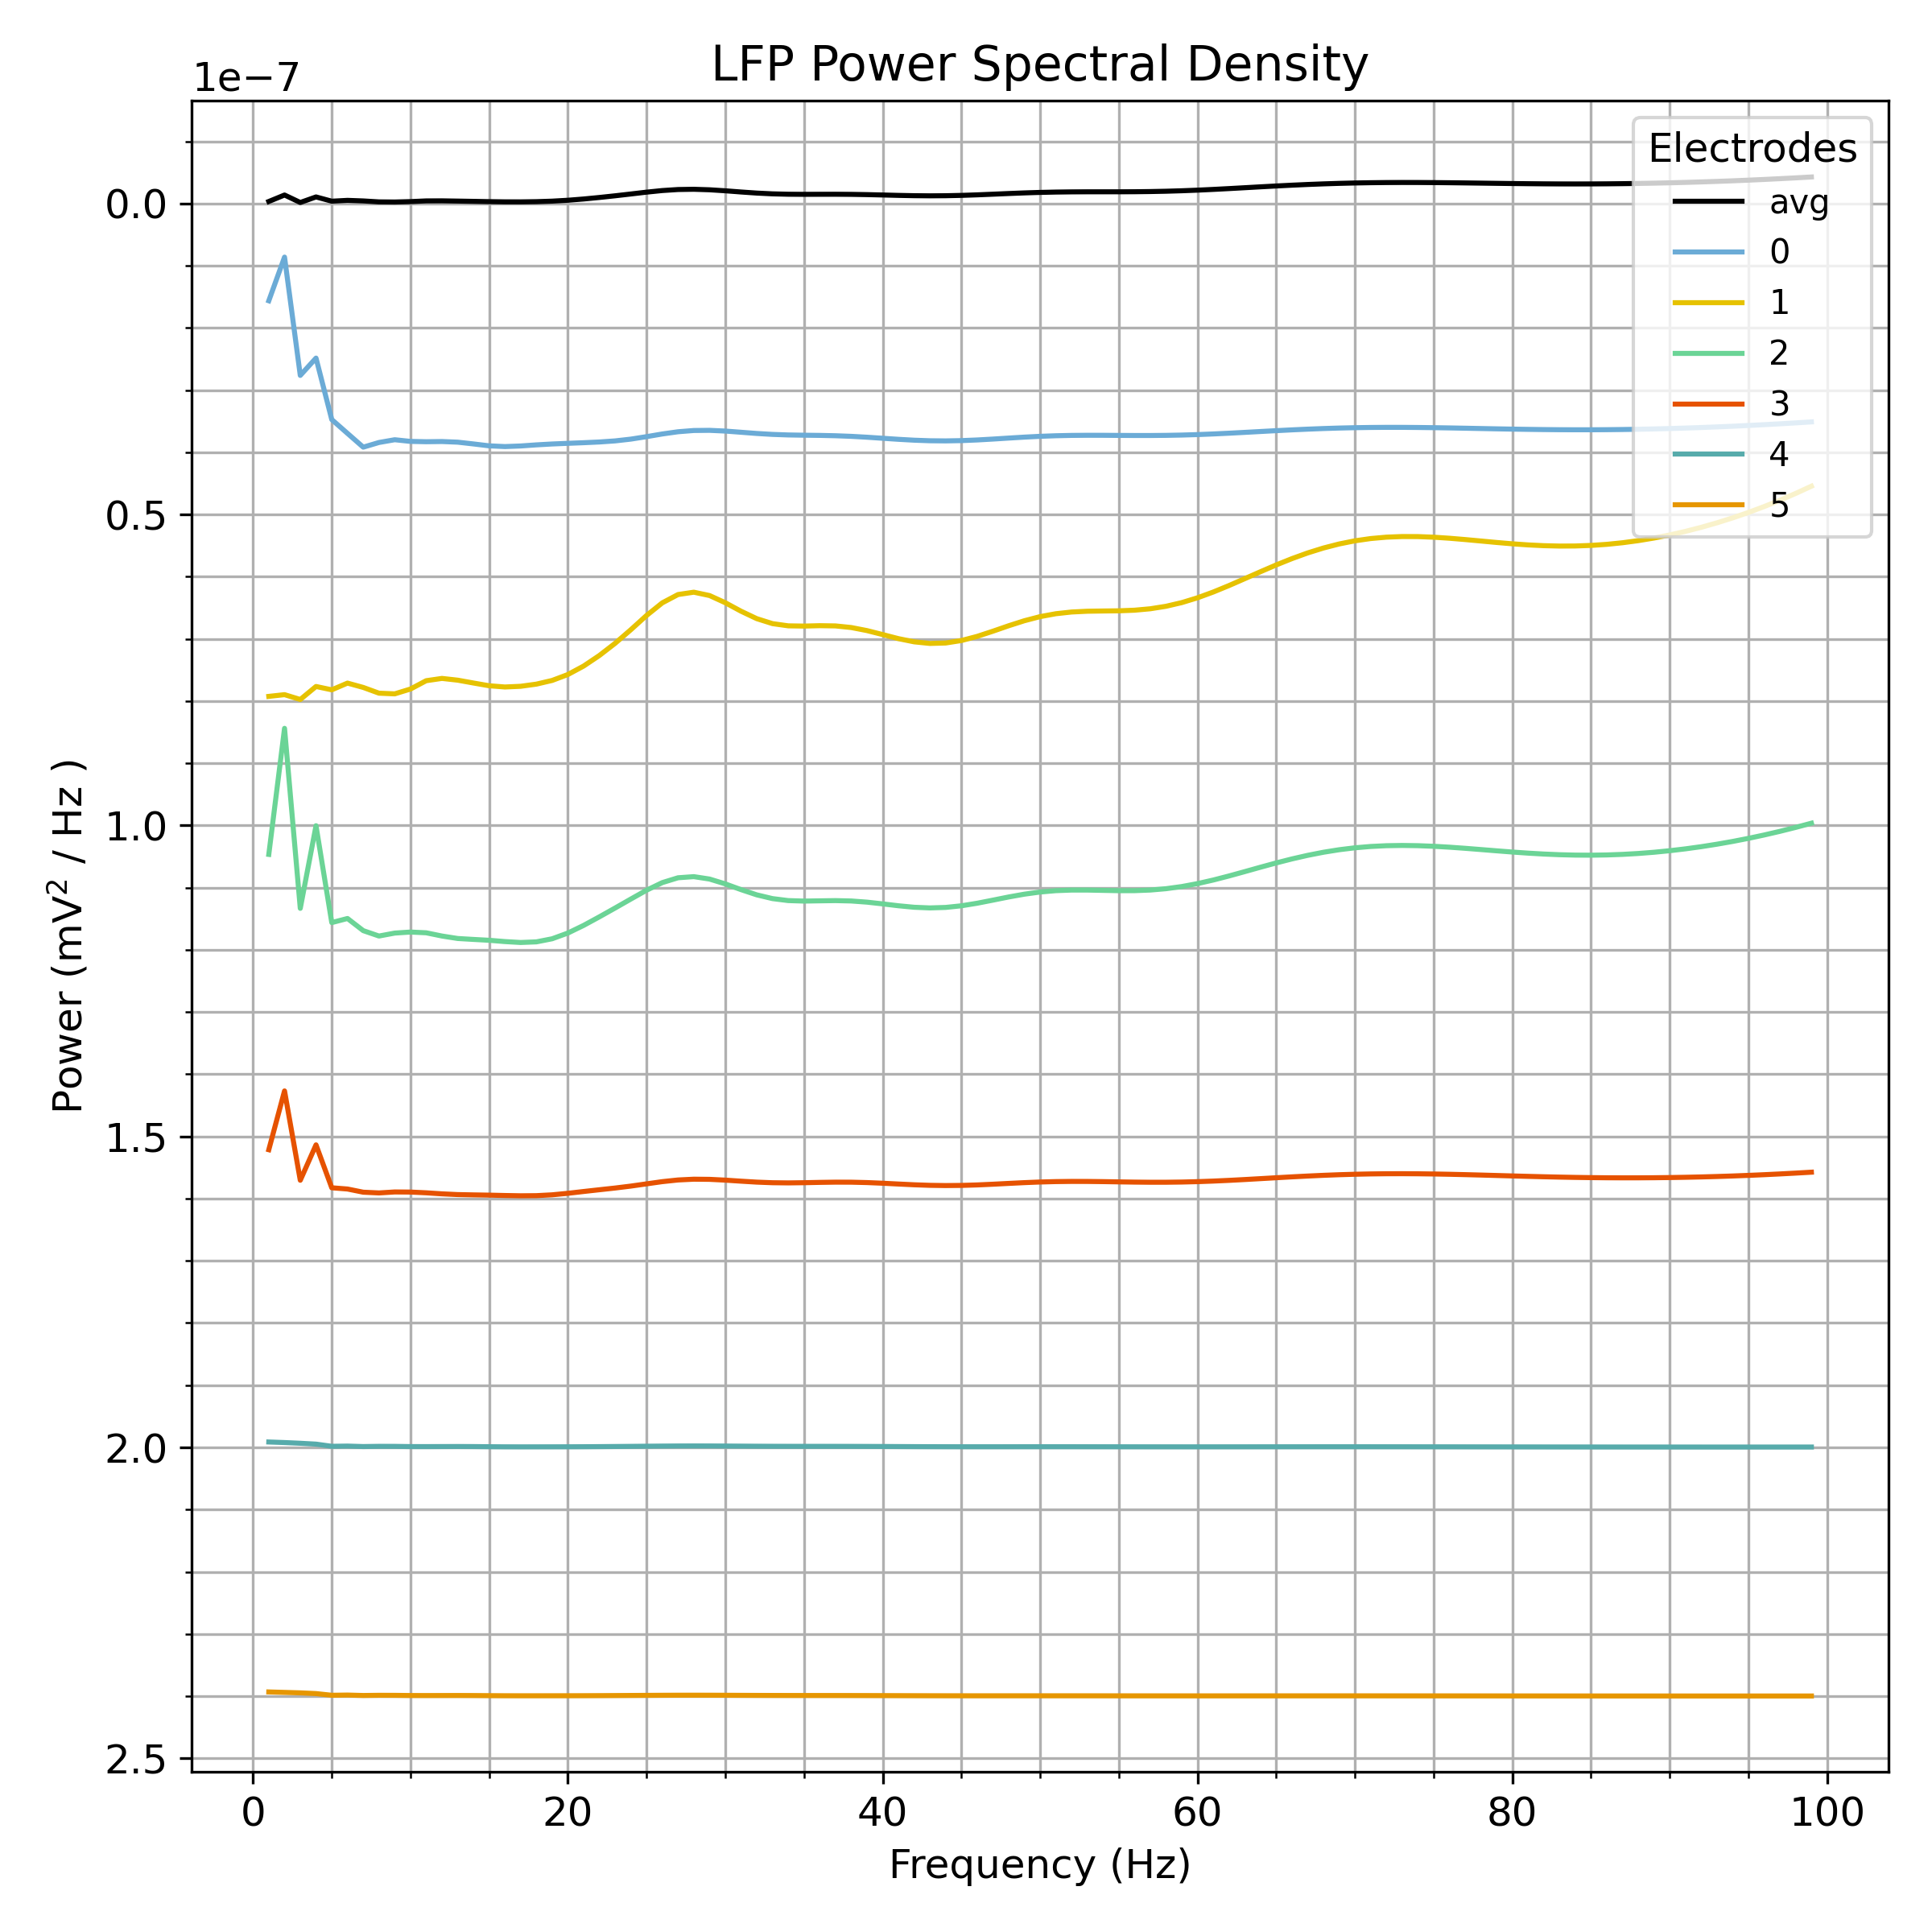 LFP Power Spectral Density
1e−7
0.0
0.5
1.0
1.5
2.0
2.5
Power (mV² / Hz )
0 20 40 60 80 100
Frequency (Hz)
Electrodes
avg
0
1
2
3
4
5